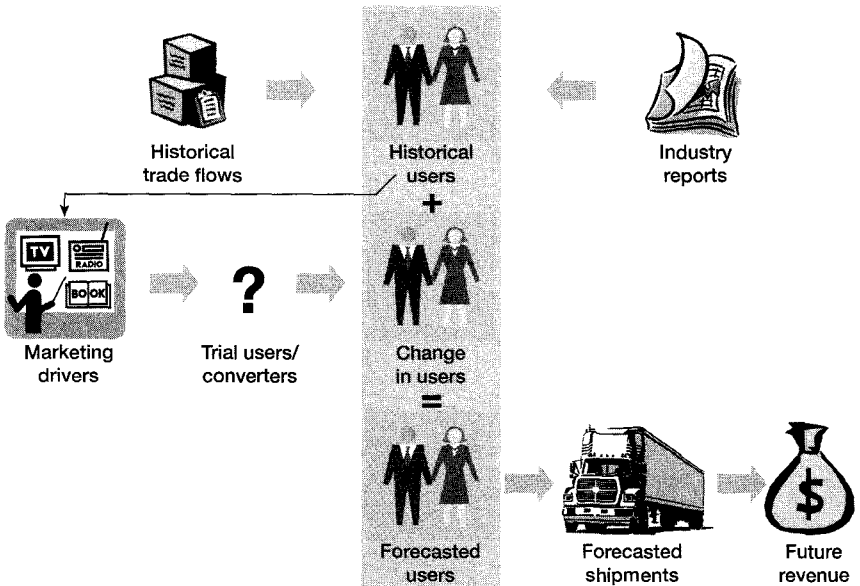 Historical
trade flows
Historical
users
Industry
reports
+
TV
RADIO
BOOK
?
Marketing
drivers
Trial users/
converters
Change
in users
=
$
Forecasted
users
Forecasted
shipments
Future
revenue